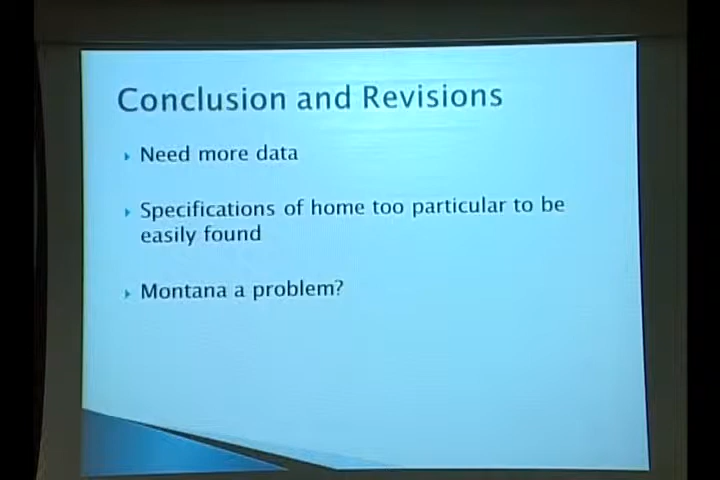 Conclusion and Revisions
Need more data
Specifications of home too particular to be
easily found
Montana a problem?